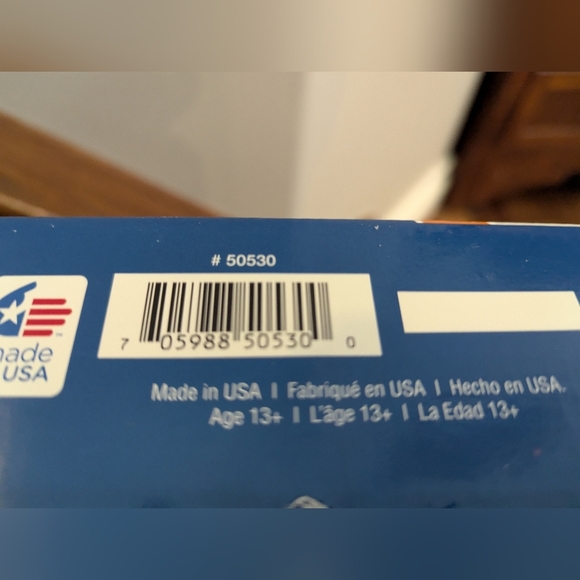 # 50530
7 05988 50530 0
made
USA
™
Made in USA I Fabriqué en USA I Hecho en USA.
Age 13+ I L'âge 13+ I La Edad 13+